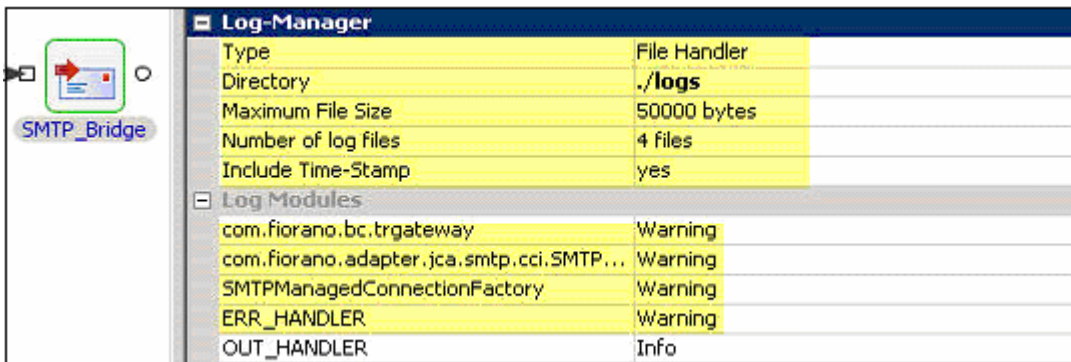 Log-Manager
Type File Handler
Directory ./logs
Maximum File Size 50000 bytes
Number of log files 4 files
Include Time-Stamp yes
SMTP_Bridge
Log Modules
com.fiorano.bc.trgateway Warning
com.fiorano.adapter.jca.smtp.cci.SMTP... Warning
SMTPManagedConnectionFactory Warning
ERR_HANDLER Warning
OUT_HANDLER Info